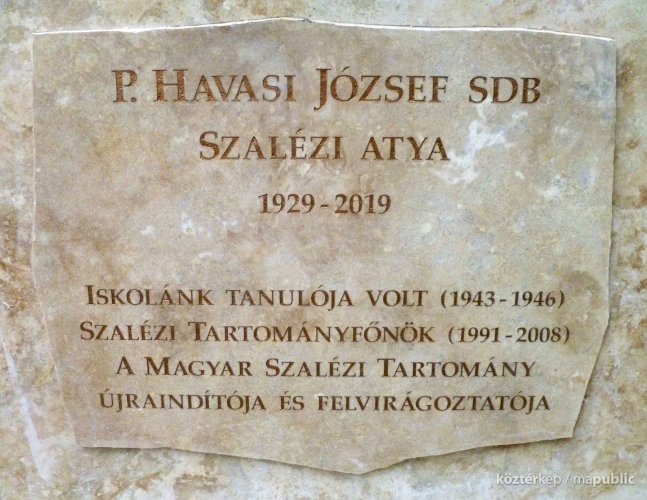 P. HAVASI JÓZSEF SDB
SZALÉZI ATYA
1929 - 2019
ISKOLÁNK TANULÓJA VOLT (1943 - 1946)
SZALÉZI TARTOMÁNYFŐNÖK (1991 - 2008)
A MAGYAR SZALÉZI TARTOMÁNY
ÚJRAINDÍTÓJA ÉS FELVIRÁGOZTATÓJA
köztérkép / mapublic